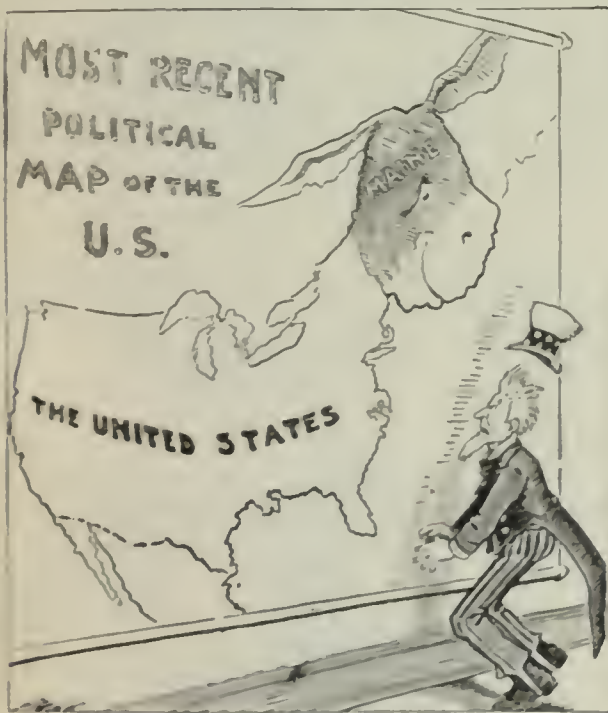 MOST RECENT
POLITICAL
MAP OF THE
U.S.
MAINE
THE UNITED STATES